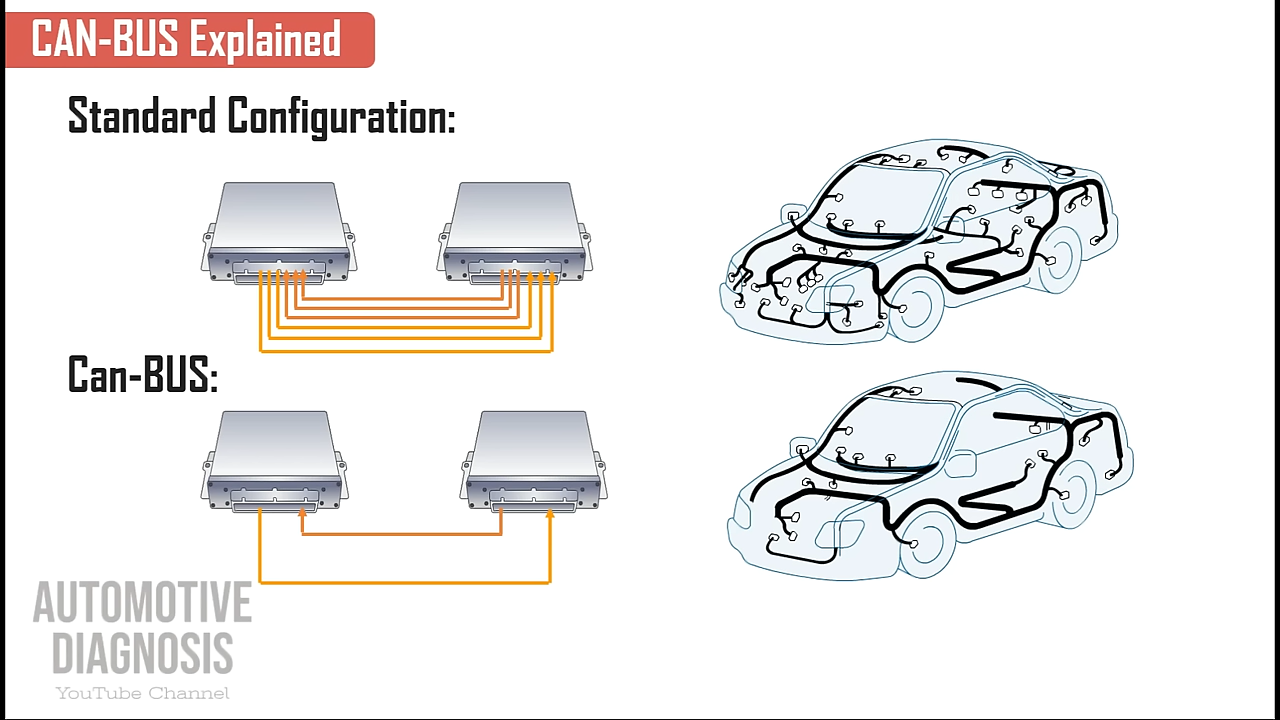 CAN-BUS Explained
Standard Configuration:
Can-BUS:
AUTOMOTIVE
DIAGNOSIS
YouTube Channel